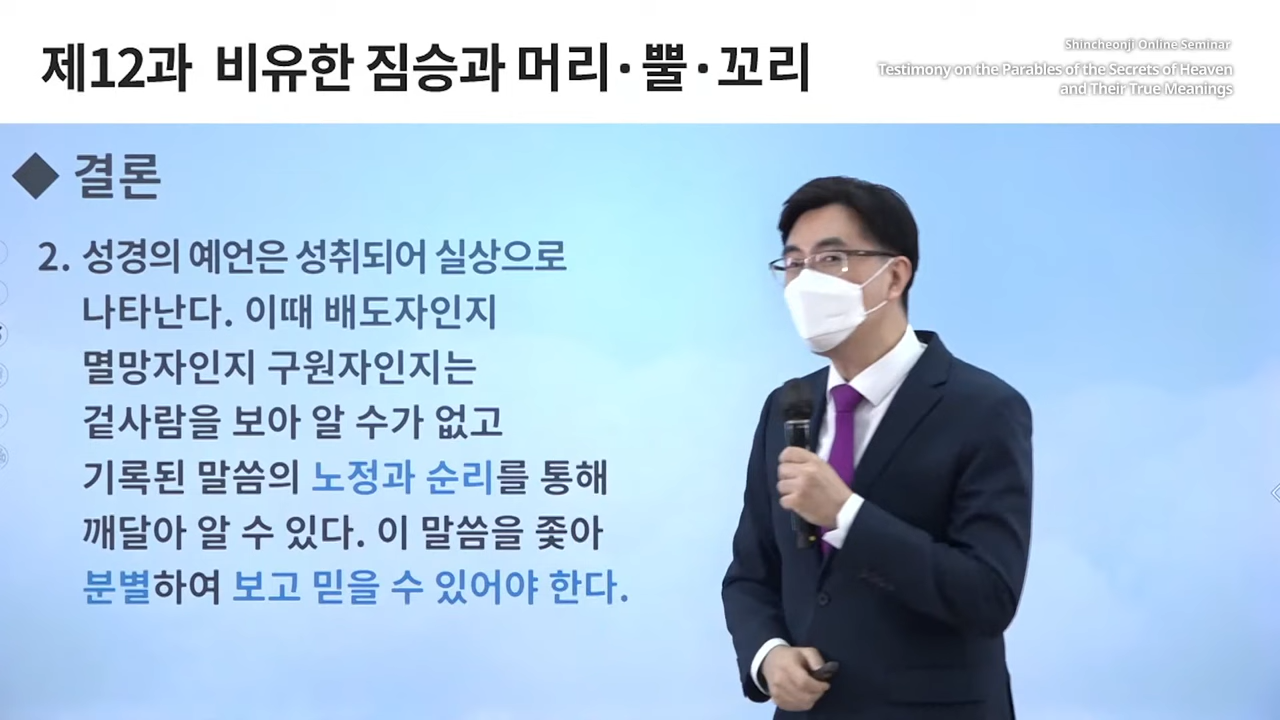 제12과 비유한 짐승과 머리·뿔·꼬리
Shincheonji Online Seminar
Testimony on the Parables of the Secrets of Heaven
and Their True Meanings
◆ 결론
2. 성경의 예언은 성취되어 실상으로
나타난다. 이때 배도자인지
멸망자인지 구원자인지는
겉사람을 보아 알 수가 없고
기록된 말씀의 노정과 순리를 통해
깨달아 알 수 있다. 이 말씀을 좇아
분별하여 보고 믿을 수 있어야 한다.